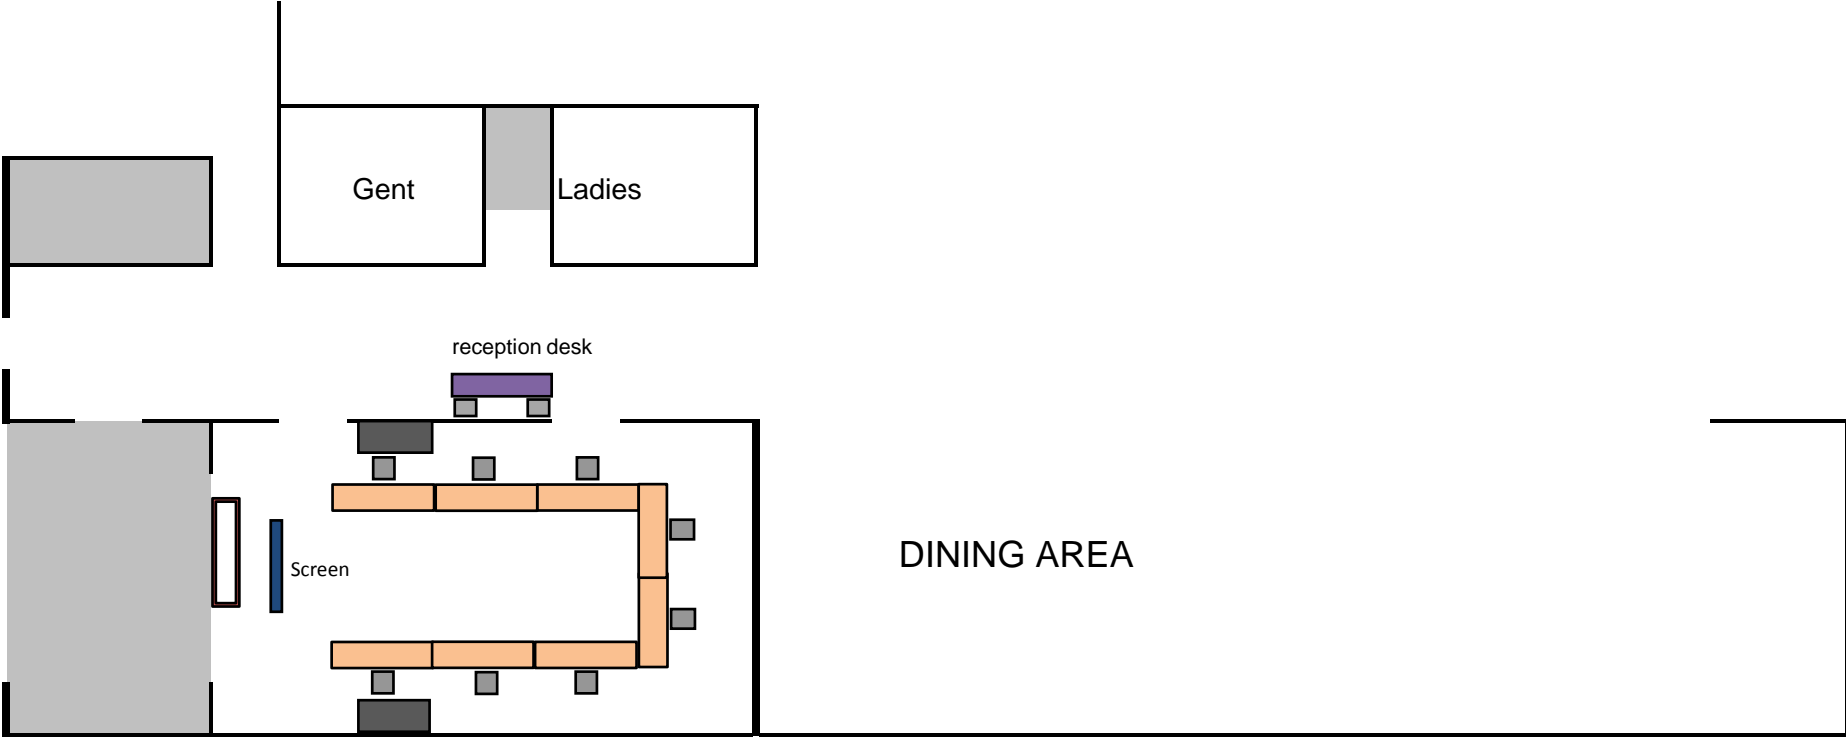 Gent
Ladies
reception desk
Screen
DINING AREA